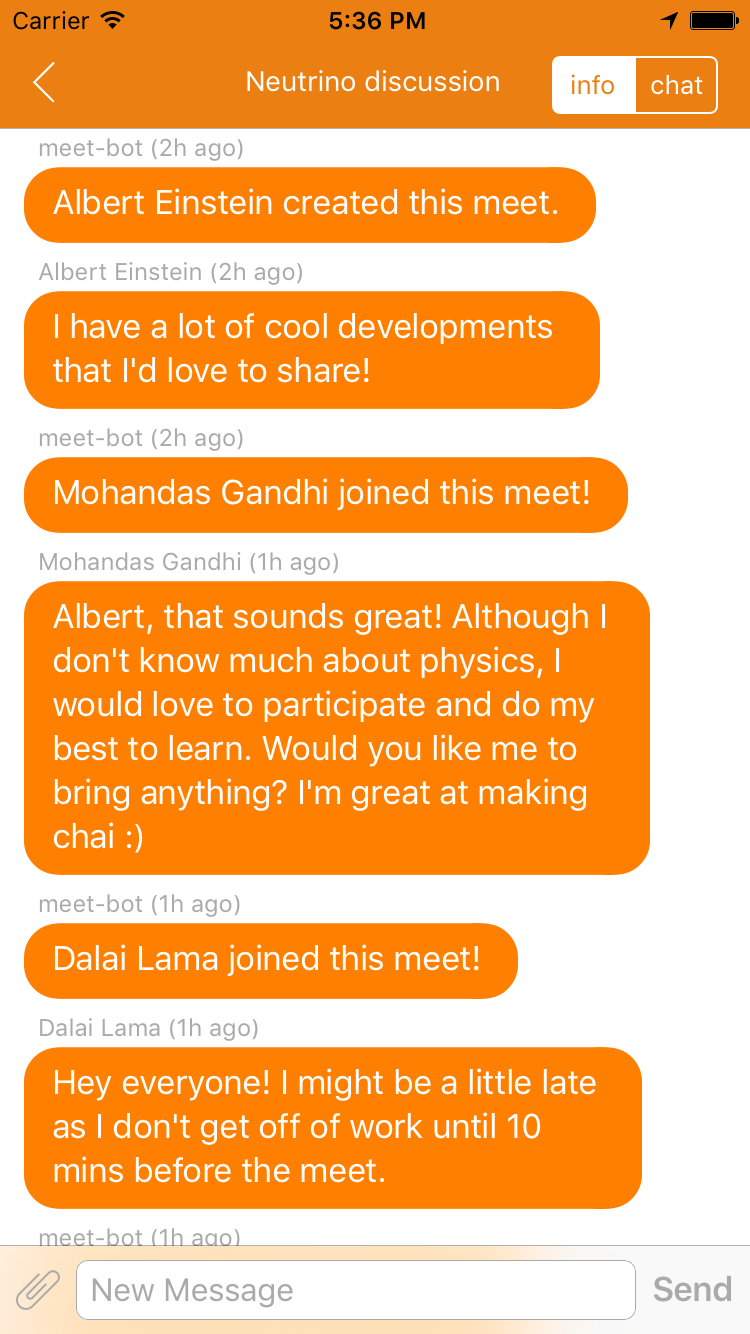 Carrier 5:36 PM
Neutrino discussion info chat
meet-bot (2h ago)
Albert Einstein created this meet.
Albert Einstein (2h ago)
I have a lot of cool developments
that I'd love to share!
meet-bot (2h ago)
Mohandas Gandhi joined this meet!
Mohandas Gandhi (1h ago)
Albert, that sounds great! Although I
don't know much about physics, I
would love to participate and do my
best to learn. Would you like me to
bring anything? I'm great at making
chai :)
meet-bot (1h ago)
Dalai Lama joined this meet!
Dalai Lama (1h ago)
Hey everyone! I might be a little late
as I don't get off of work until 10
mins before the meet.
meet-bot (1h ago)
New Message Send